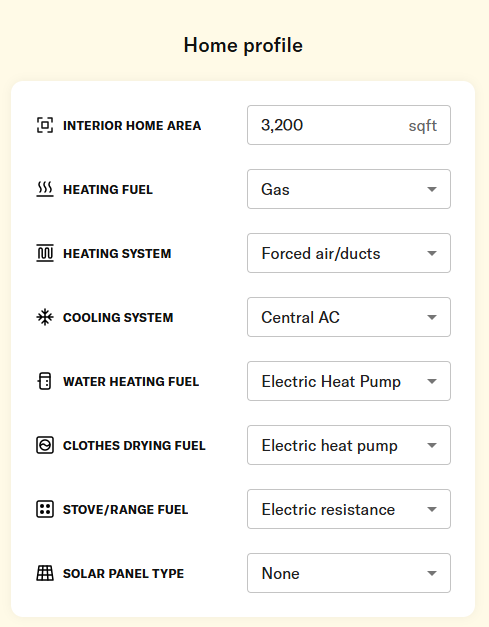 Home profile
INTERIOR HOME AREA 3,200 sqft
HEATING FUEL Gas
HEATING SYSTEM Forced air/ducts
COOLING SYSTEM Central AC
WATER HEATING FUEL Electric Heat Pump
CLOTHES DRYING FUEL Electric heat pump
STOVE/RANGE FUEL Electric resistance
SOLAR PANEL TYPE None